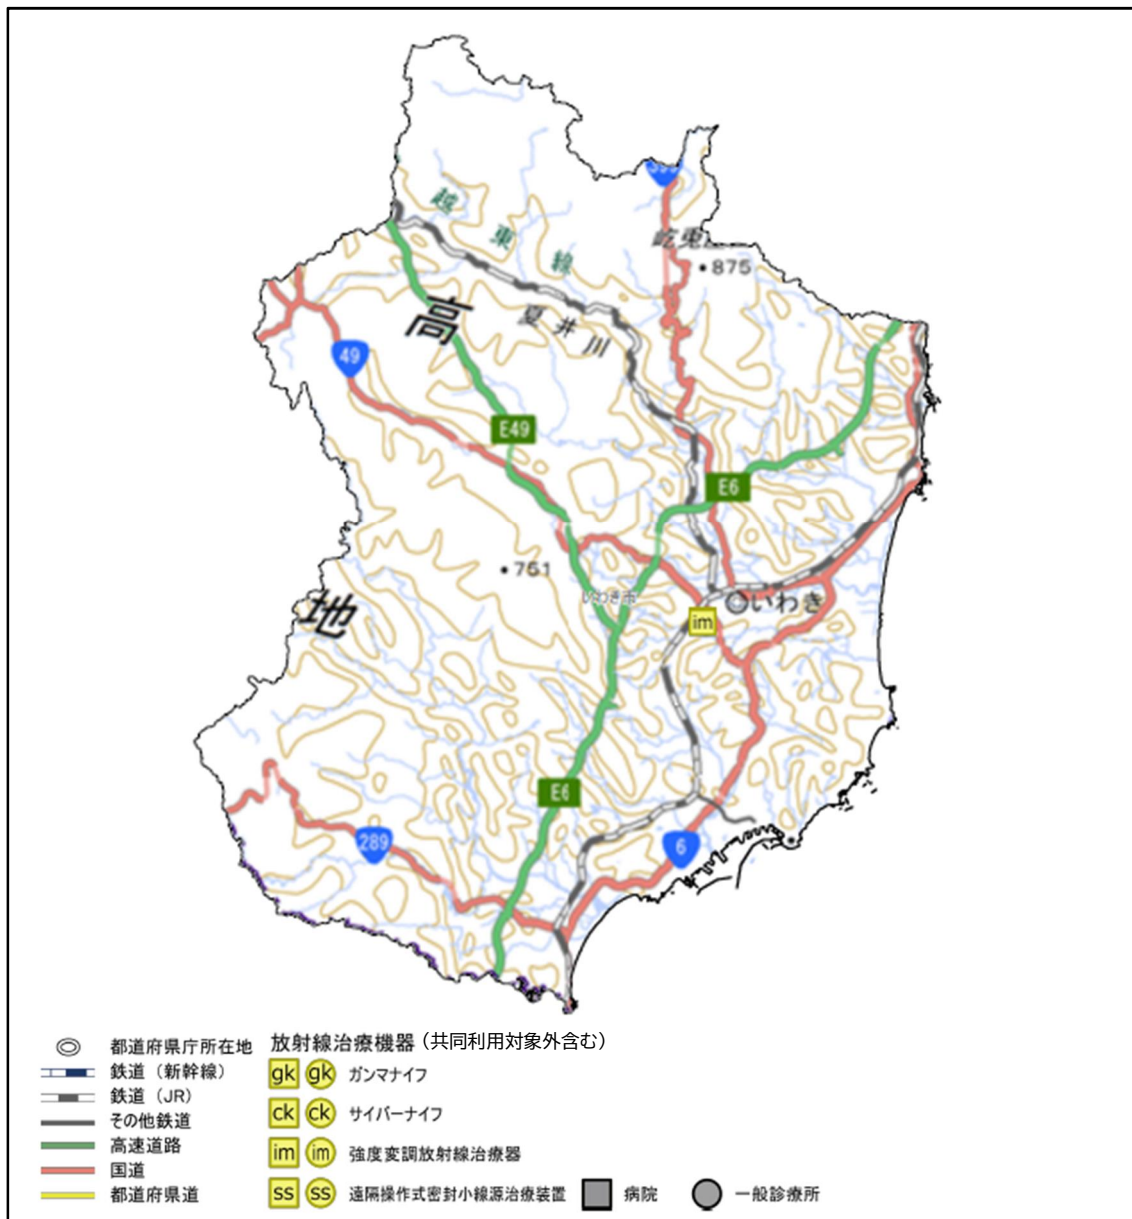 399
越東線
屹兎
875
高
夏井川
49
E49
E6
751
いわき市
いわき
im
地
E6
289
6
都道府県庁所在地
鉄道（新幹線）
鉄道（JR）
その他鉄道
高速道路
国道
都道府県道
放射線治療機器（共同利用対象外含む）
gk gk ガンマナイフ
ck ck サイバーナイフ
im im 強度変調放射線治療器
ss ss 遠隔操作式密封小線源治療装置
病院
一般診療所